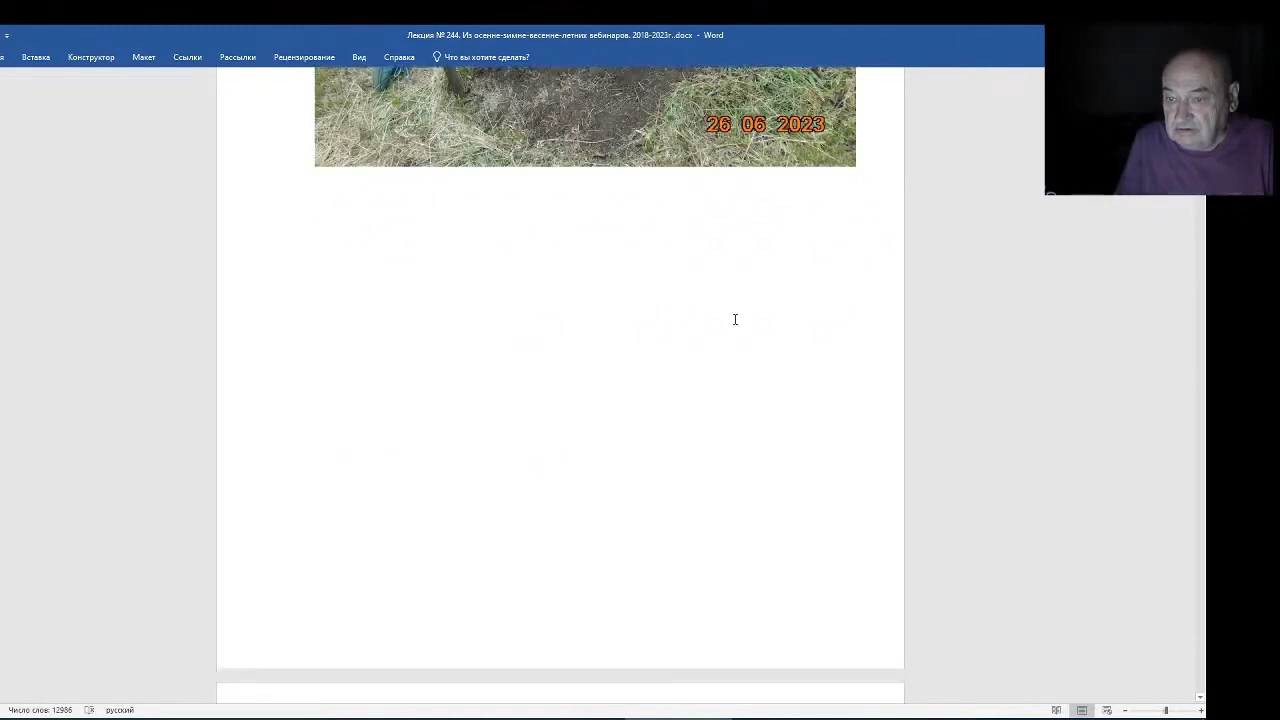 Лекция № 244. Из осенне-зимне-весенне-летних вебинаров. 2018-2023г..docx - Word
Вставка Конструктор Макет Ссылки Рассылки Рецензирование Вид Справка Что вы хотите сделать?
26 06 2023
Число слов: 12986 русский